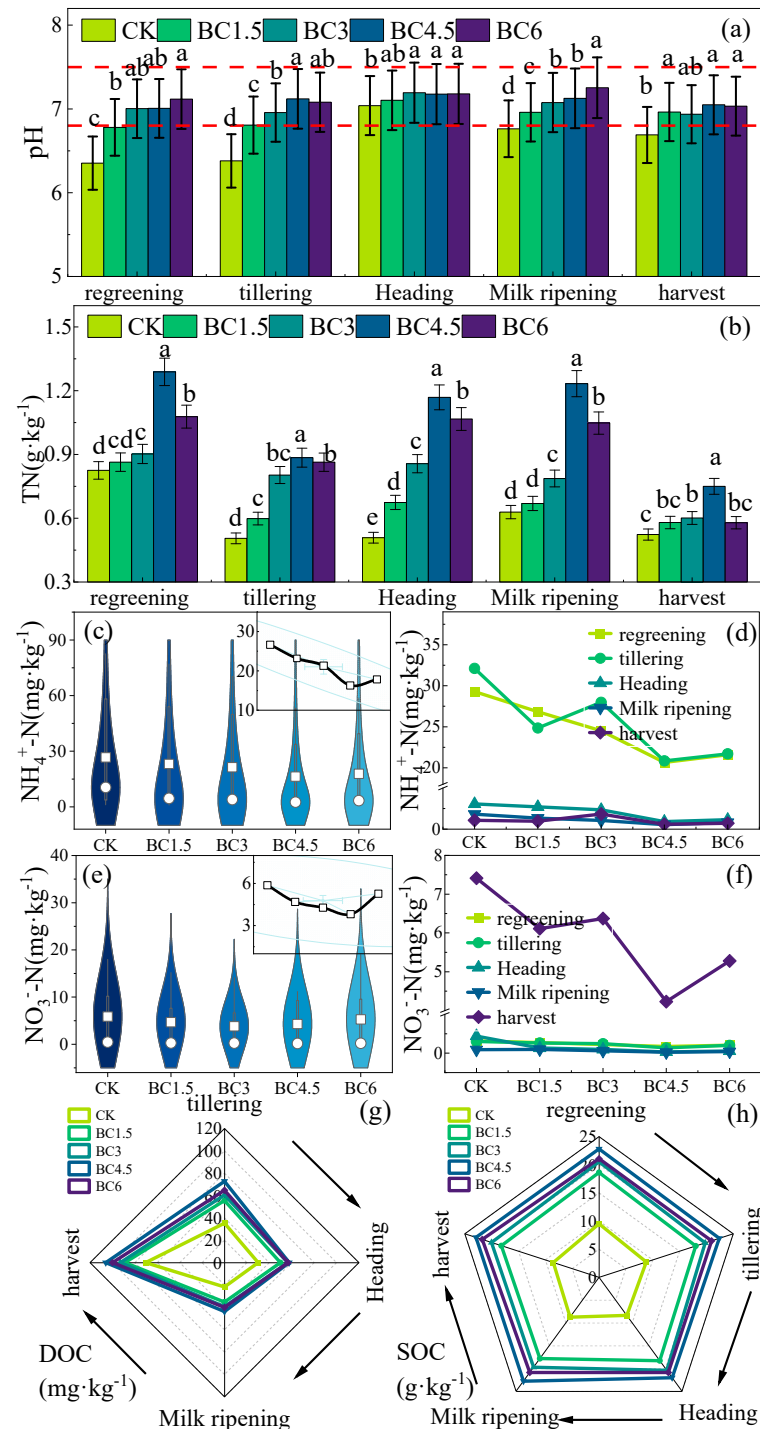 (a)
CK BC1.5 BC3 BC4.5 BC6
pH
8
7
6
5
c b ab ab a
d c b a ab
b ab a a a
d c b b a
b a ab a a
regreening tillering Heading Milk ripening harvest
(b)
CK BC1.5 BC3 BC4.5 BC6
TN(g·kg⁻¹)
1.5
1.2
0.9
0.6
0.3
d cd c a b
d c bc a b
e d c a b
d d c a b
c bc b a bc
regreening tillering Heading Milk ripening harvest
(c)
NH₄⁺-N(mg·kg⁻¹)
90
60
30
0
30
20
10
CK BC1.5 BC3 BC4.5 BC6
(d)
NH₄⁺-N(mg·kg⁻¹)
35
30
25
20
0
regreening
tillering
Heading
Milk ripening
harvest
CK BC1.5 BC3 BC4.5 BC6
(e)
NO₃⁻-N(mg·kg⁻¹)
40
30
20
10
0
6
3
CK BC1.5 BC3 BC4.5 BC6
(f)
NO₃⁻-N(mg·kg⁻¹)
8
7
6
5
0
regreening
tillering
Heading
Milk ripening
harvest
CK BC1.5 BC3 BC4.5 BC6
(g)
CK
BC1.5
BC3
BC4.5
BC6
tillering
120
100
80
60
40
20
0
harvest
Heading
DOC
(mg·kg⁻¹)
Milk ripening
(h)
CK
BC1.5
BC3
BC4.5
BC6
regreening
25
20
15
10
5
0
harvest
tillering
SOC
(g·kg⁻¹)
Milk ripening
Heading